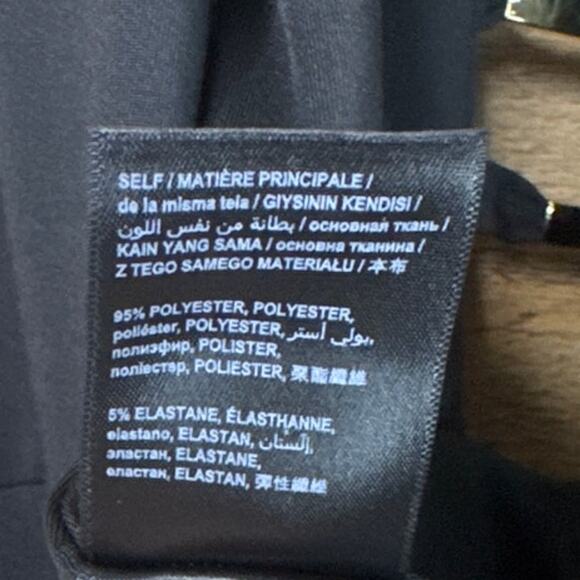 SELF / MATIÈRE PRINCIPALE /
de la misma tela / GIYSININ KENDISI /
بطانة من نفس اللون / основная ткань /
KAIN YANG SAMA / основна тканина /
Z TEGO SAMEGO MATERIAŁU / 本布
95% POLYESTER, POLYESTER,
poliéster, POLYESTER, بولي أستر,
полиэфир, POLISTER,
поліестер, POLIESTER, 聚酯纖維
5% ELASTANE, ÉLASTHANNE,
elastano, ELASTAN, إلستان,
эластан, ELASTANE,
еластан, ELASTAN, 彈性纖維